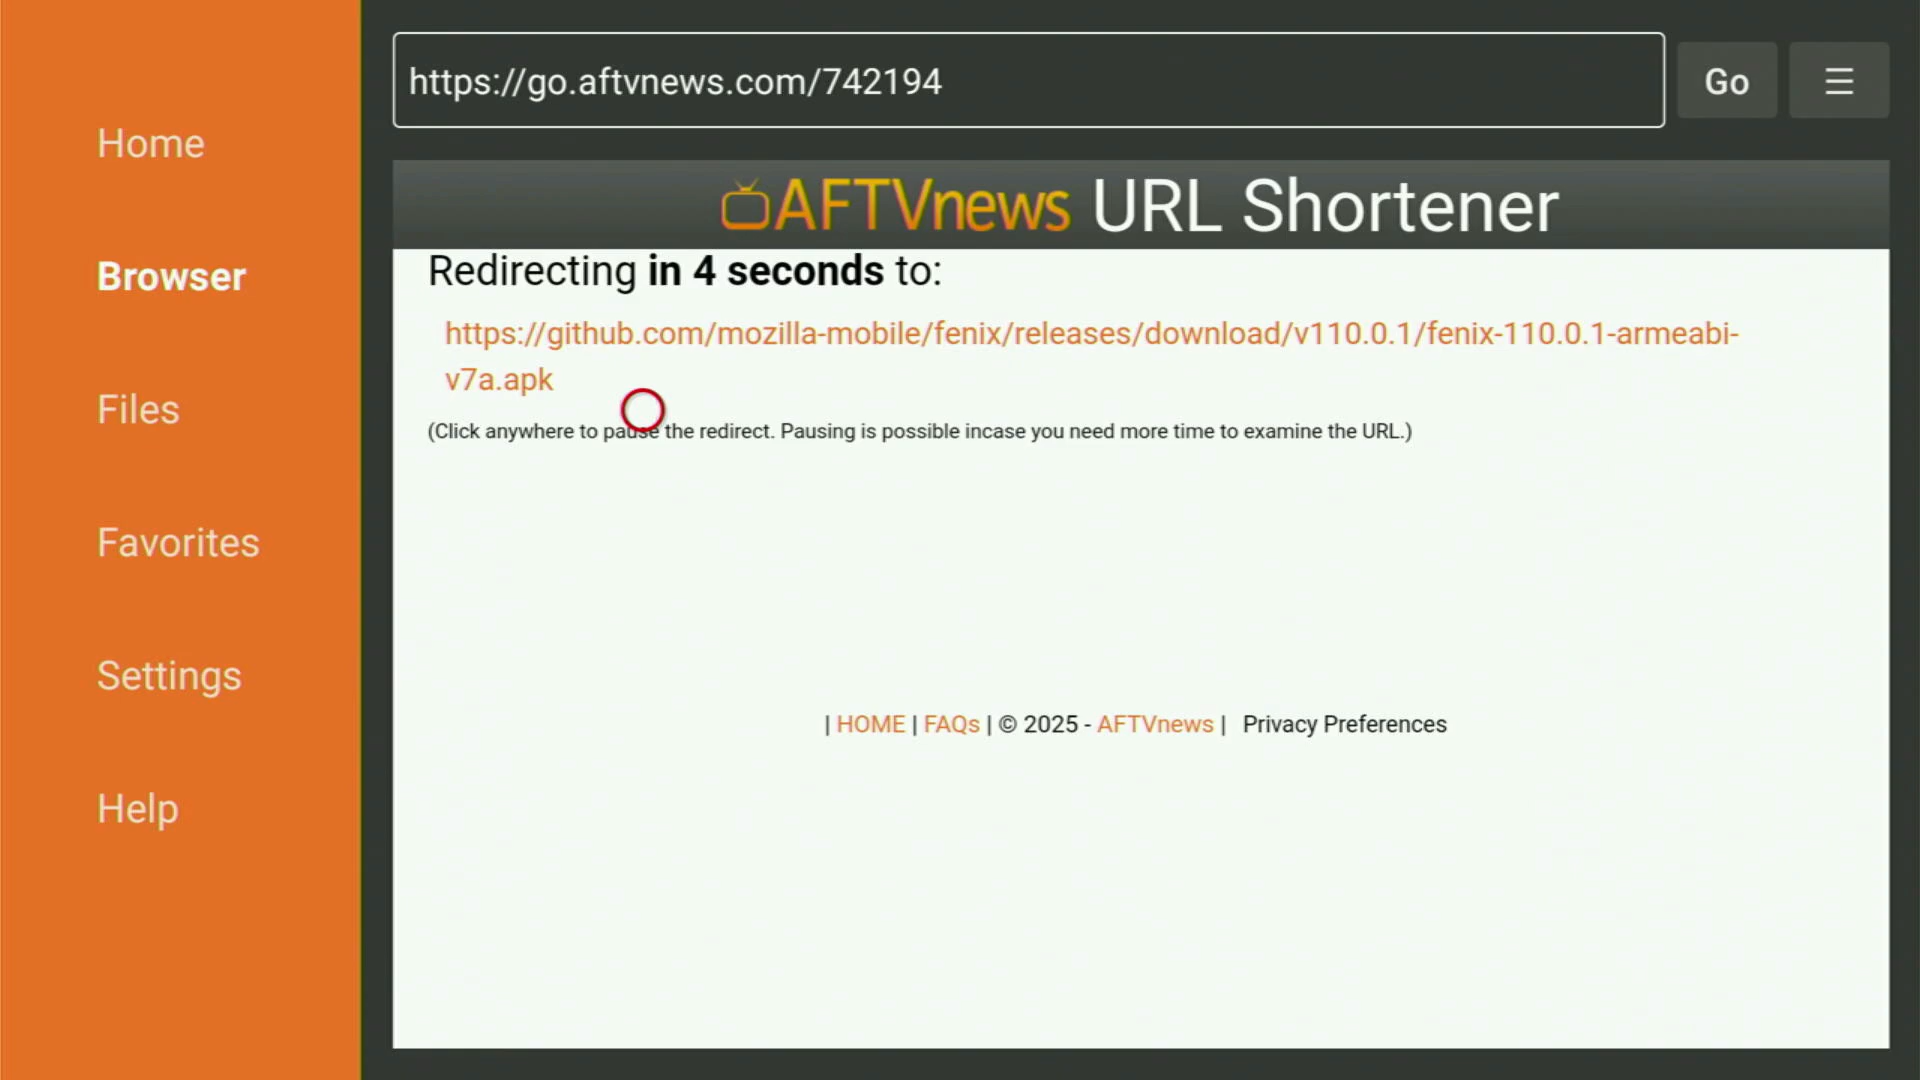 https://go.aftvnews.com/742194
Go
Home
Browser
Files
Favorites
Settings
Help
AFTVnews URL Shortener
Redirecting in 4 seconds to:
https://github.com/mozilla-mobile/fenix/releases/download/v110.0.1/fenix-110.0.1-armeabi-
v7a.apk
(Click anywhere to pause the redirect. Pausing is possible incase you need more time to examine the URL.)
| HOME | FAQs | © 2025 - AFTVnews | Privacy Preferences